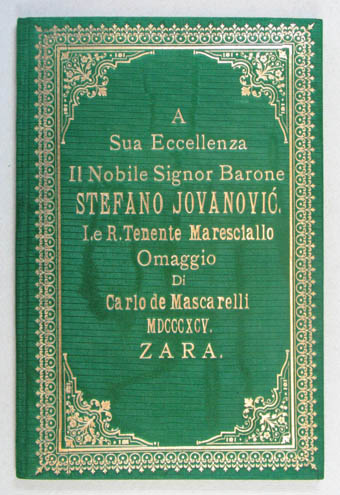 A
Sua Eccellenza
Il Nobile Signor Barone
STEFANO JOVANOVIĆ.
I. e R. Tenente Maresciallo
Omaggio
Di
Carlo de Mascarelli
MDCCCXCV.
ZARA.